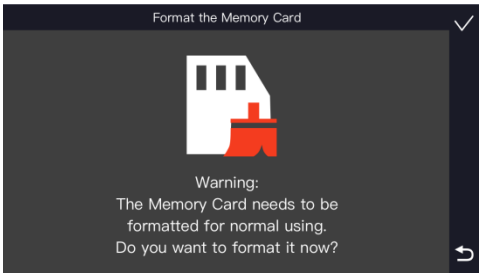 Format the Memory Card
Warning:
The Memory Card needs to be
formatted for normal using.
Do you want to format it now?